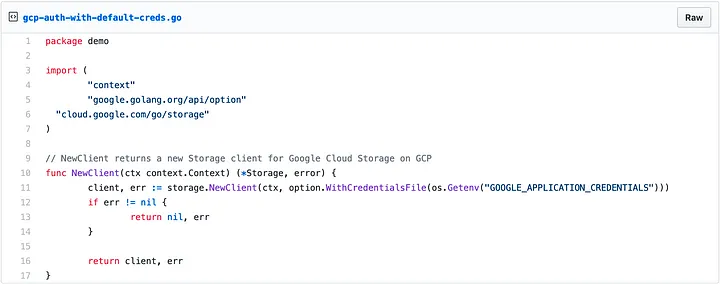 gcp-auth-with-default-creds.go
Raw
1 package demo
2
3 import (
4         "context"
5         "google.golang.org/api/option"
6   "cloud.google.com/go/storage"
7 )
8
9 // NewClient returns a new Storage client for Google Cloud Storage on GCP
10 func NewClient(ctx context.Context) (*Storage, error) {
11         client, err := storage.NewClient(ctx, option.WithCredentialsFile(os.Getenv("GOOGLE_APPLICATION_CREDENTIALS")))
12         if err != nil {
13                 return nil, err
14         }
15
16         return client, err
17 }